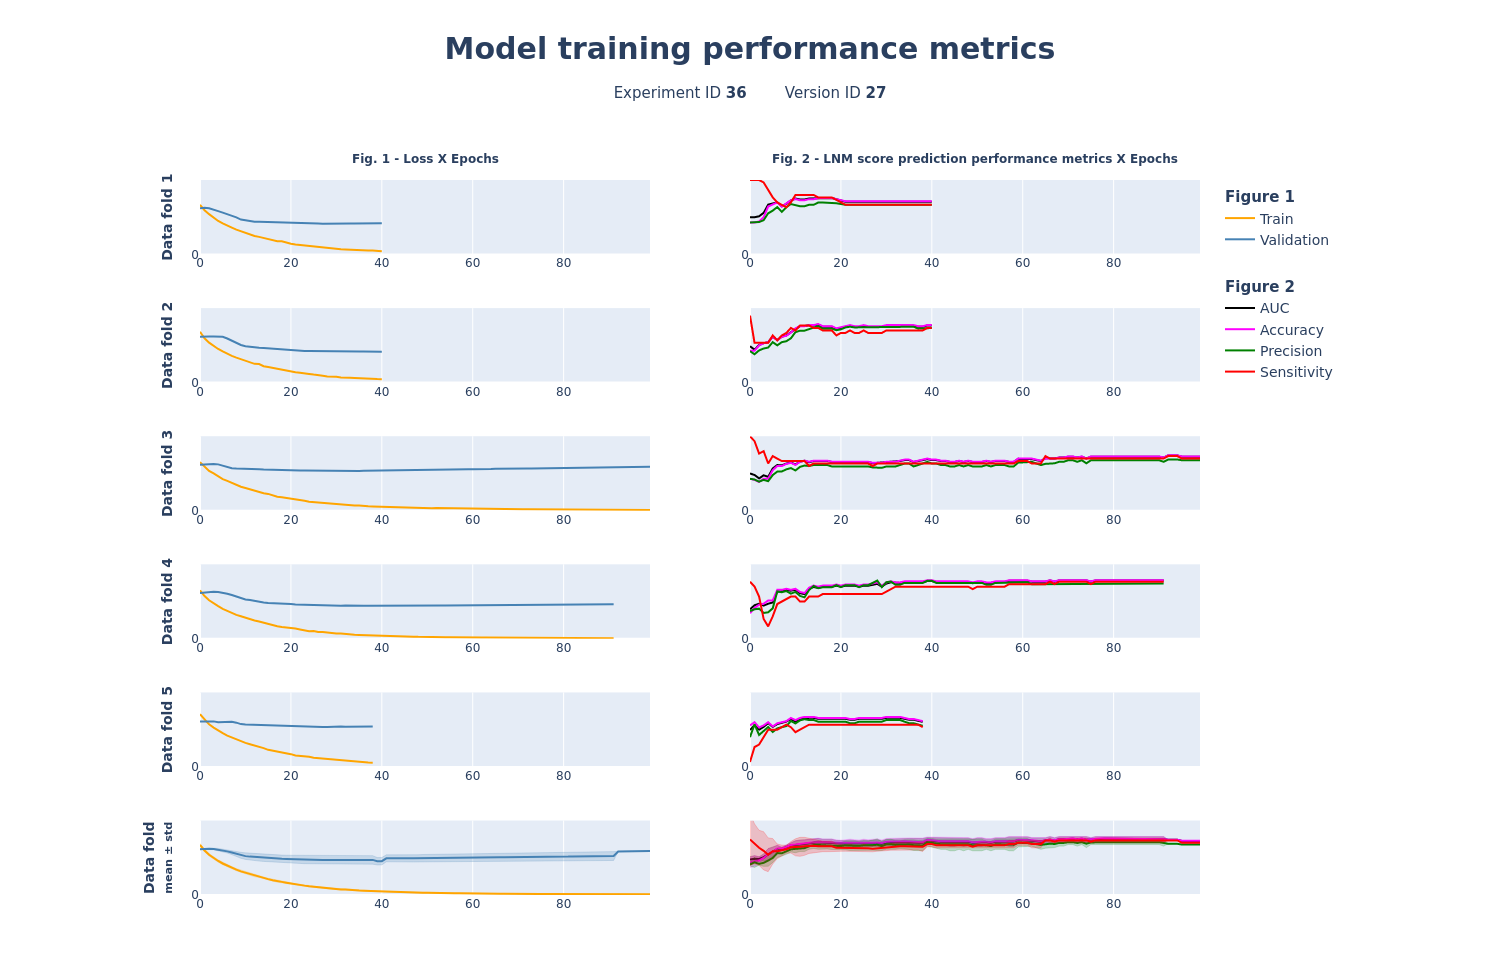 Model training performance metrics
Experiment ID 36 Version ID 27
Fig. 1 - Loss X Epochs
Fig. 2 - LNM score prediction performance metrics X Epochs
Data fold 1
0
0 20 40 60 80
0
0 20 40 60 80
Figure 1
Train
Validation
Figure 2
AUC
Accuracy
Precision
Sensitivity
Data fold 2
0
0 20 40 60 80
0
0 20 40 60 80
Data fold 3
0
0 20 40 60 80
0
0 20 40 60 80
Data fold 4
0
0 20 40 60 80
0
0 20 40 60 80
Data fold 5
0
0 20 40 60 80
0
0 20 40 60 80
Data fold
mean ± std
0
0 20 40 60 80
0
0 20 40 60 80